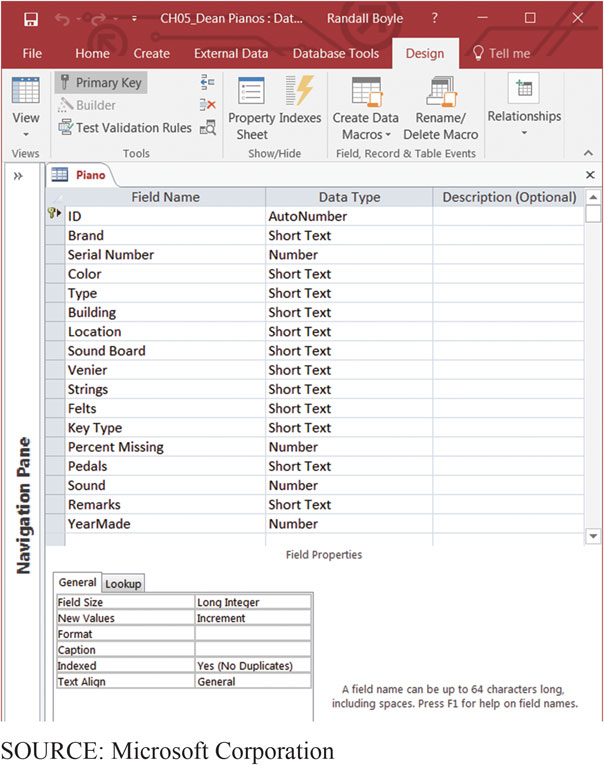 CH05_Dean Pianos : Dat... Randall Boyle ?
File Home Create External Data Database Tools Design Tell me
View
Primary Key
Builder
Test Validation Rules
Property Sheet
Indexes
Create Data Macros
Rename/ Delete Macro
Relationships
Views Tools Show/Hide Field, Record & Table Events
Navigation Pane
Piano
Field Name Data Type Description (Optional)
ID AutoNumber
Brand Short Text
Serial Number Number
Color Short Text
Type Short Text
Building Short Text
Location Short Text
Sound Board Short Text
Venier Short Text
Strings Short Text
Felts Short Text
Key Type Short Text
Percent Missing Number
Pedals Short Text
Sound Number
Remarks Short Text
YearMade Number
Field Properties
General Lookup
Field Size Long Integer
New Values Increment
Format
Caption
Indexed Yes (No Duplicates)
Text Align General
A field name can be up to 64 characters long,
including spaces. Press F1 for help on field names.
SOURCE: Microsoft Corporation